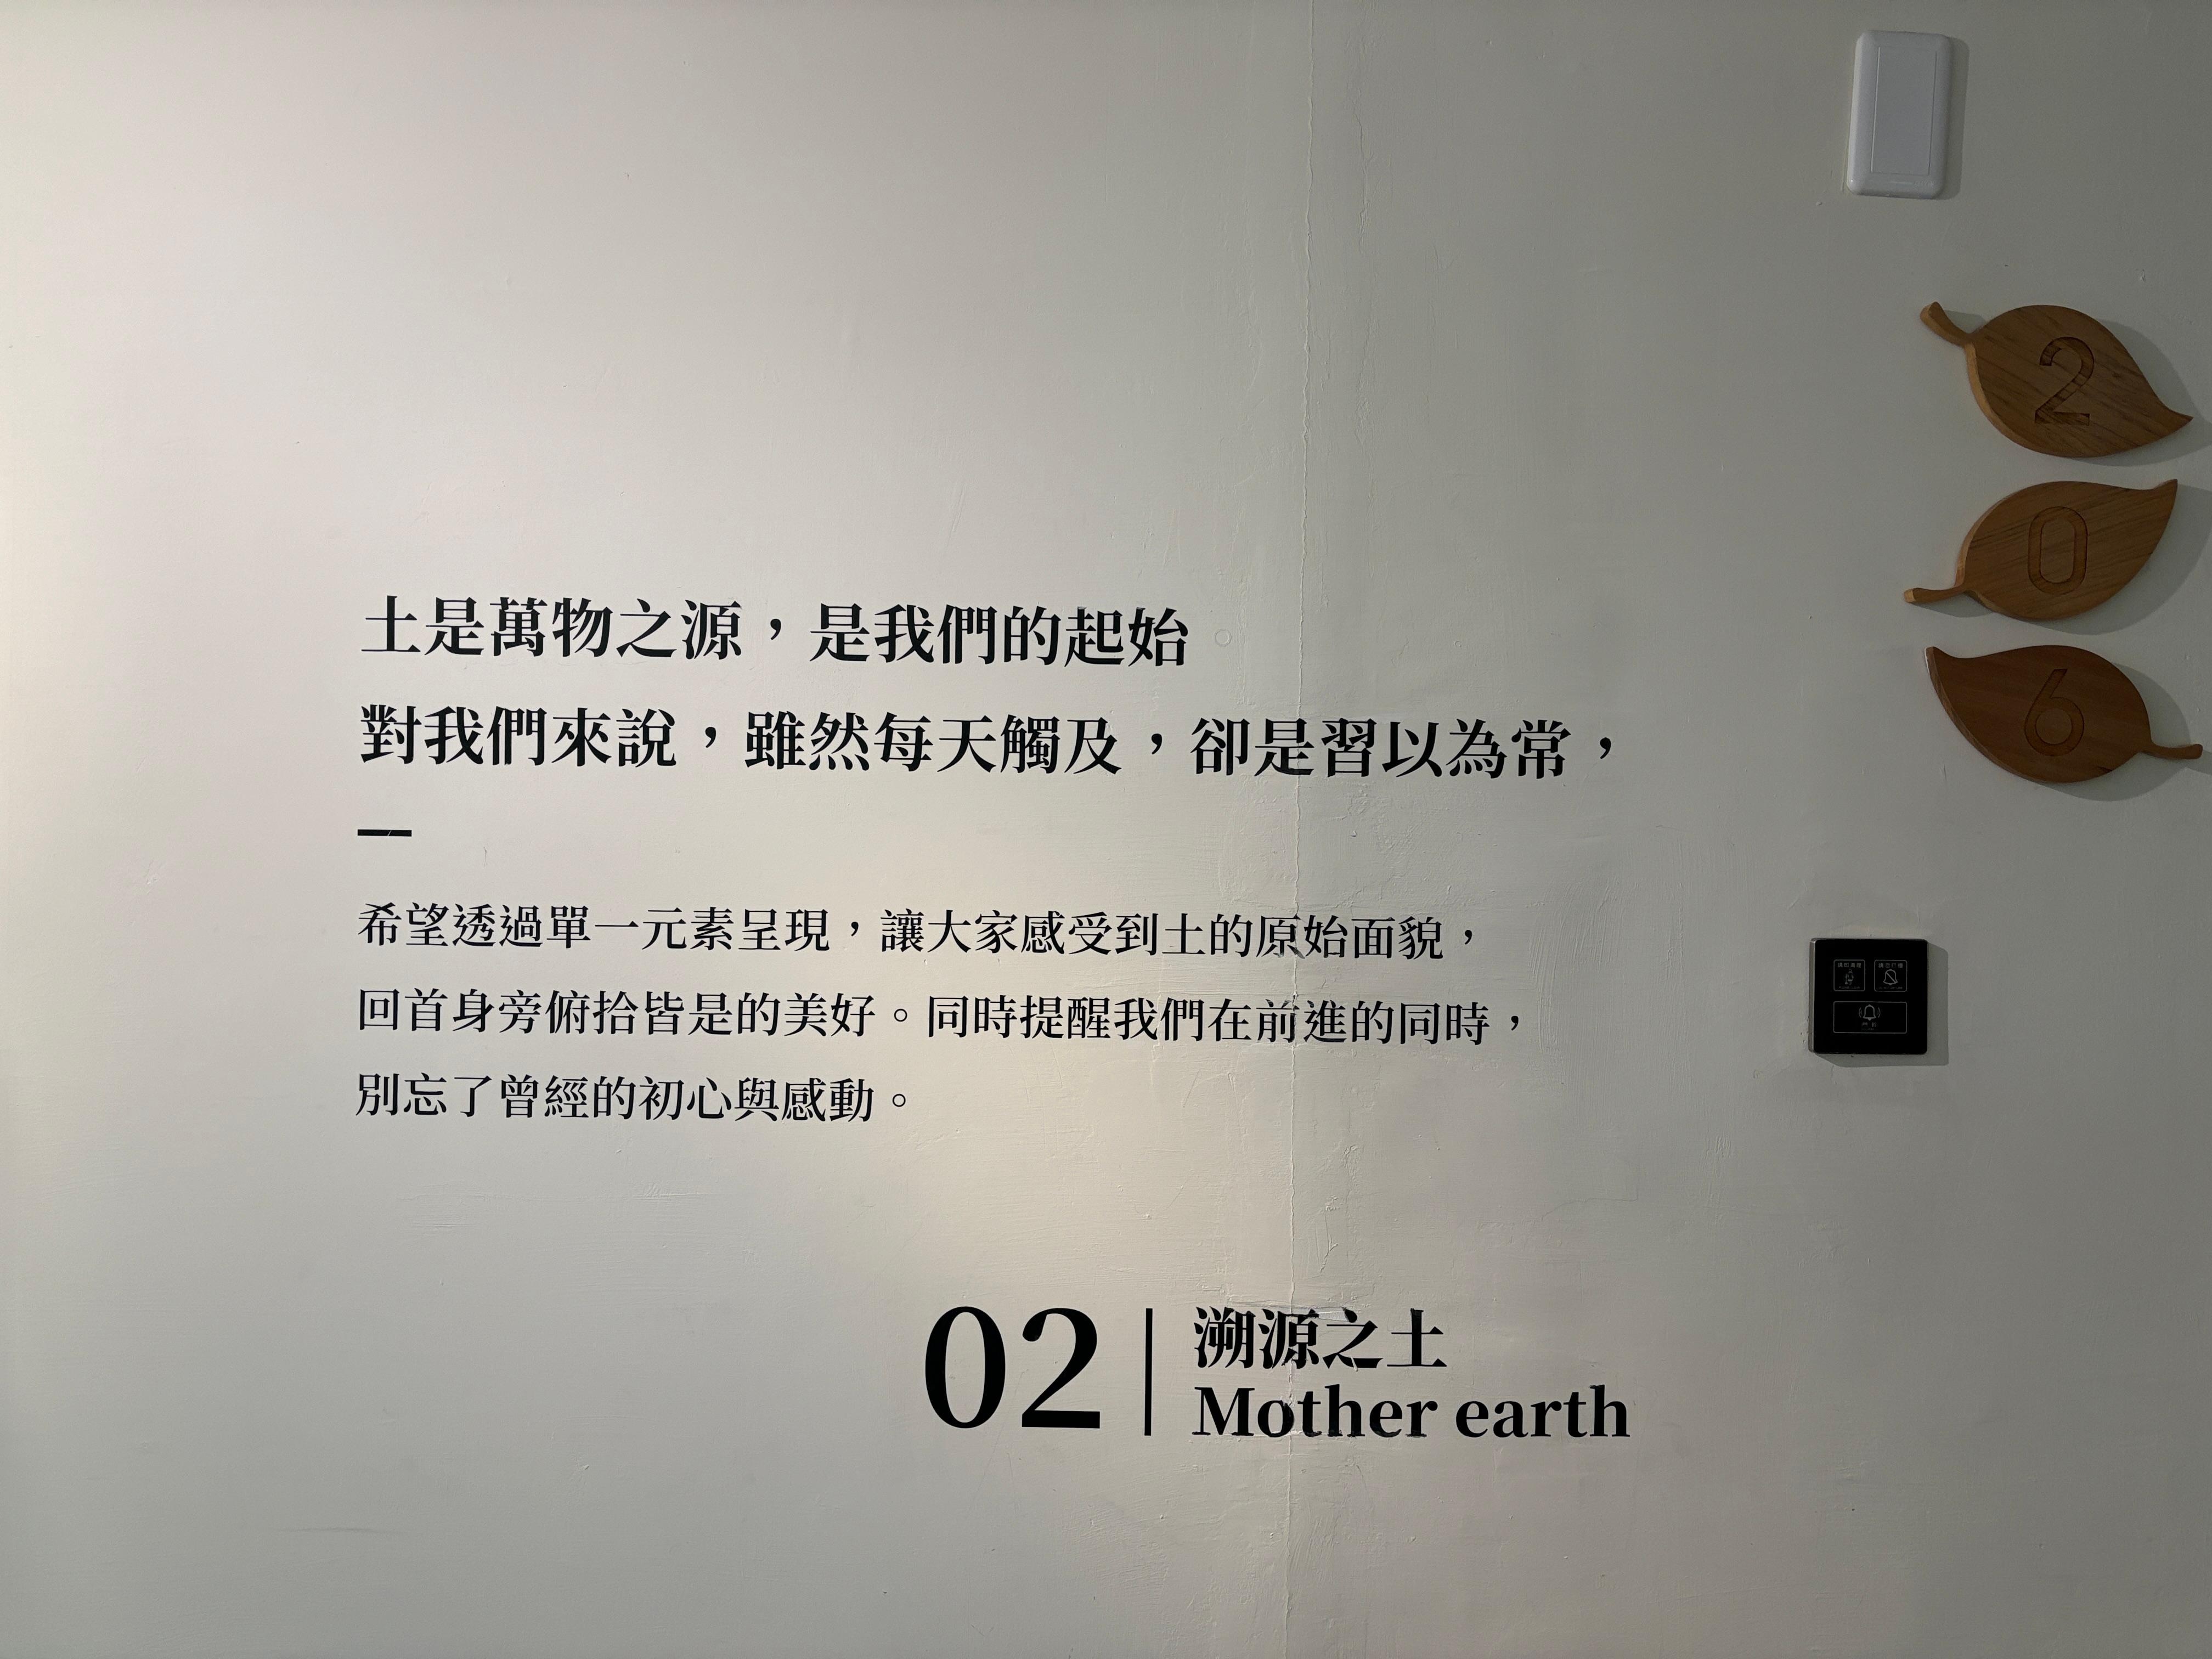 土是萬物之源，是我們的起始
對我們來說，雖然每天觸及，卻是習以為常，
—
希望透過單一元素呈現，讓大家感受到土的原始面貌，
回首身旁俯拾皆是的美好。同時提醒我們在前進的同時，
別忘了曾經的初心與感動。
02 | 溯源之土
Mother earth
2
0
6